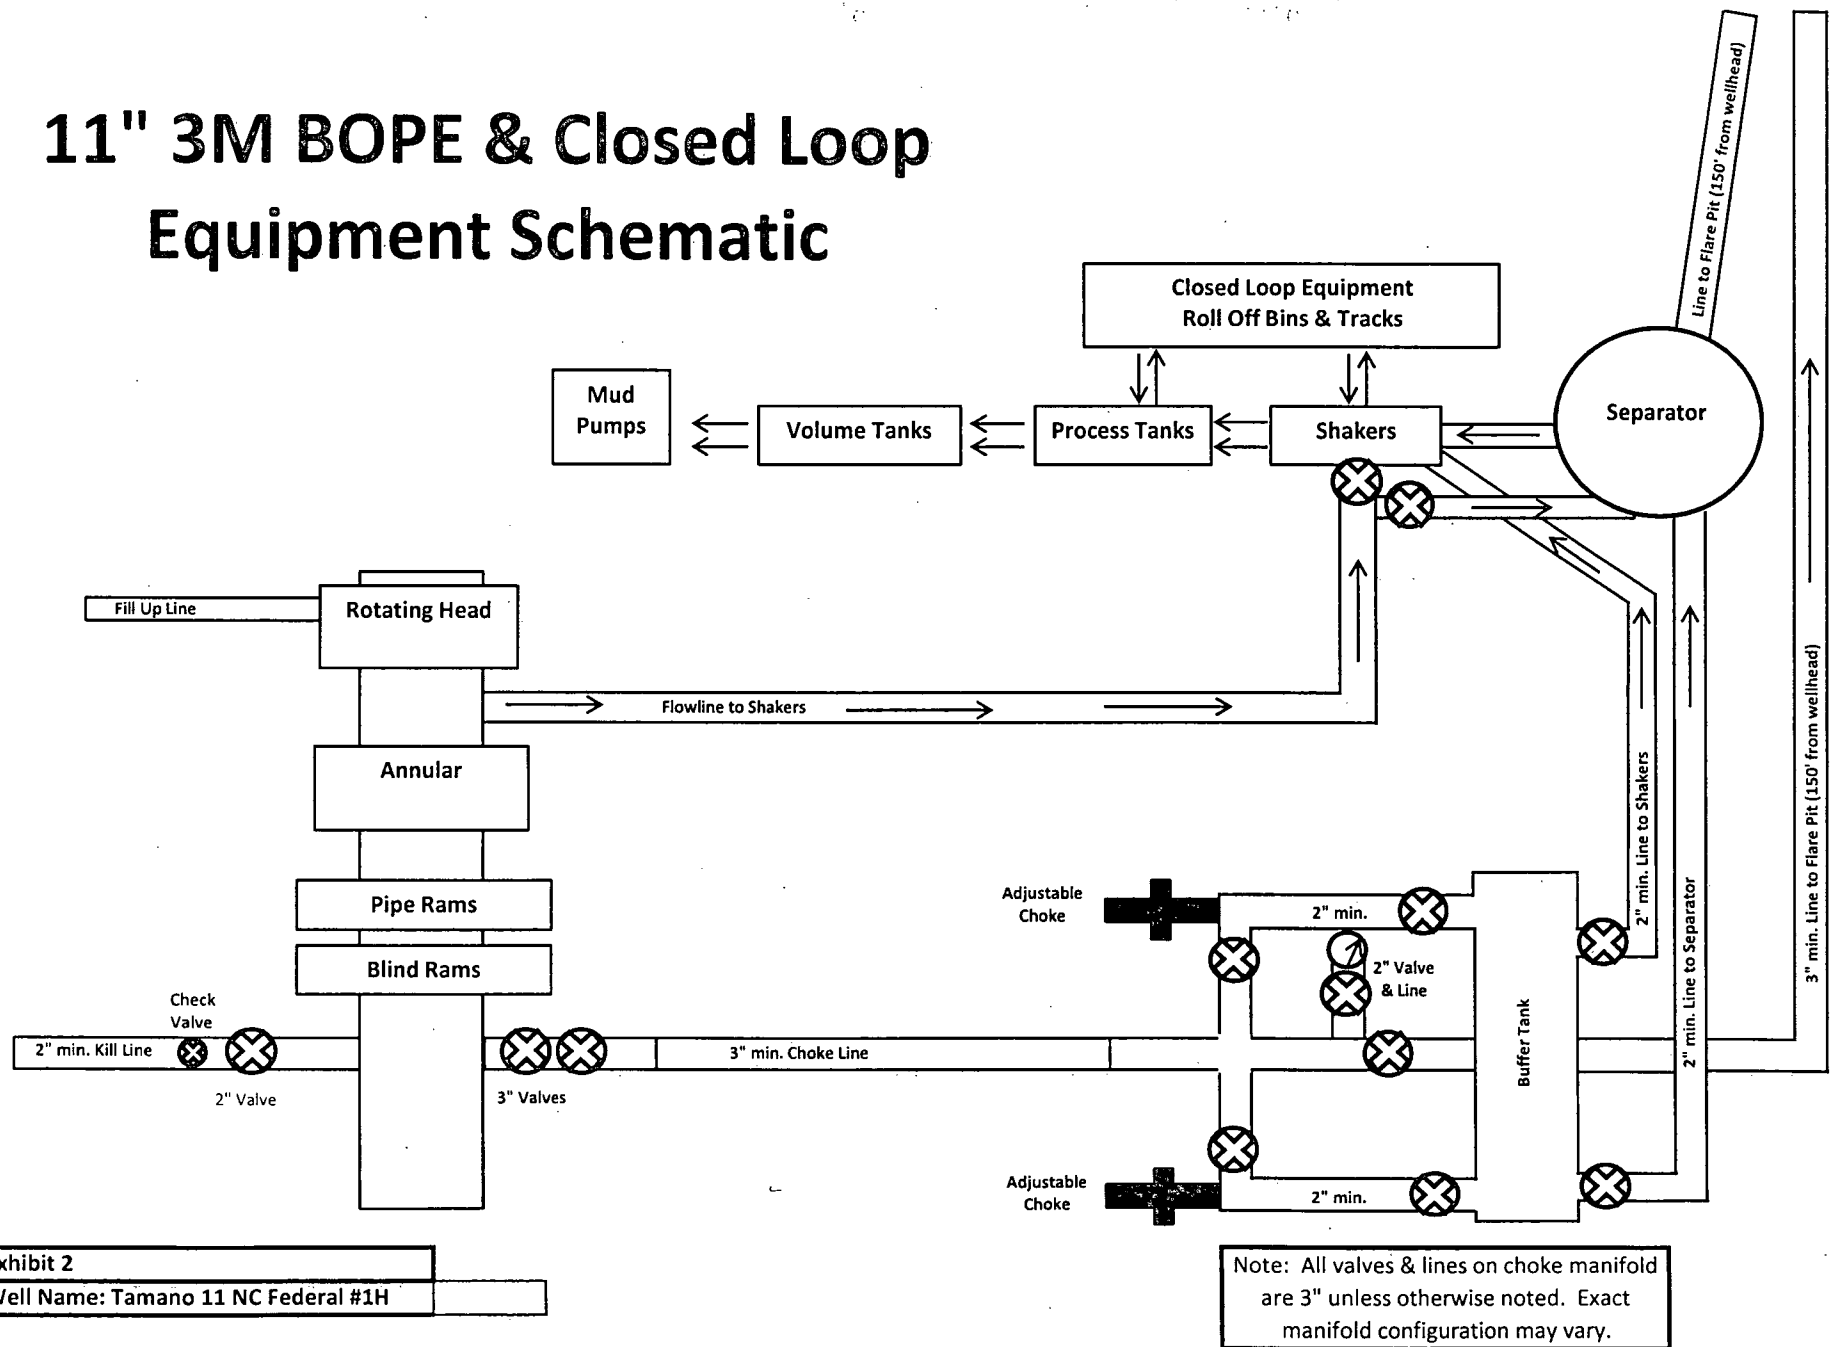 11" 3M BOPE & Closed Loop
Equipment Schematic
Line to Flare Pit (150' from wellhead)
Closed Loop Equipment
Roll Off Bins & Tracks
Mud
Pumps
Volume Tanks
Process Tanks
Shakers
Separator
Fill Up Line
Rotating Head
Flowline to Shakers
Annular
Pipe Rams
Blind Rams
Check
Valve
2" min. Kill Line
2" Valve
3" Valves
3" min. Choke Line
Adjustable
Choke
2" min.
2" Valve
& Line
Buffer Tank
2" min. Line to Shakers
2" min. Line to Separator
3" min. Line to Flare Pit (150' from wellhead)
Adjustable
Choke
2" min.
xhibit 2
Well Name: Tamano 11 NC Federal #1H
Note: All valves & lines on choke manifold
are 3" unless otherwise noted. Exact
manifold configuration may vary.